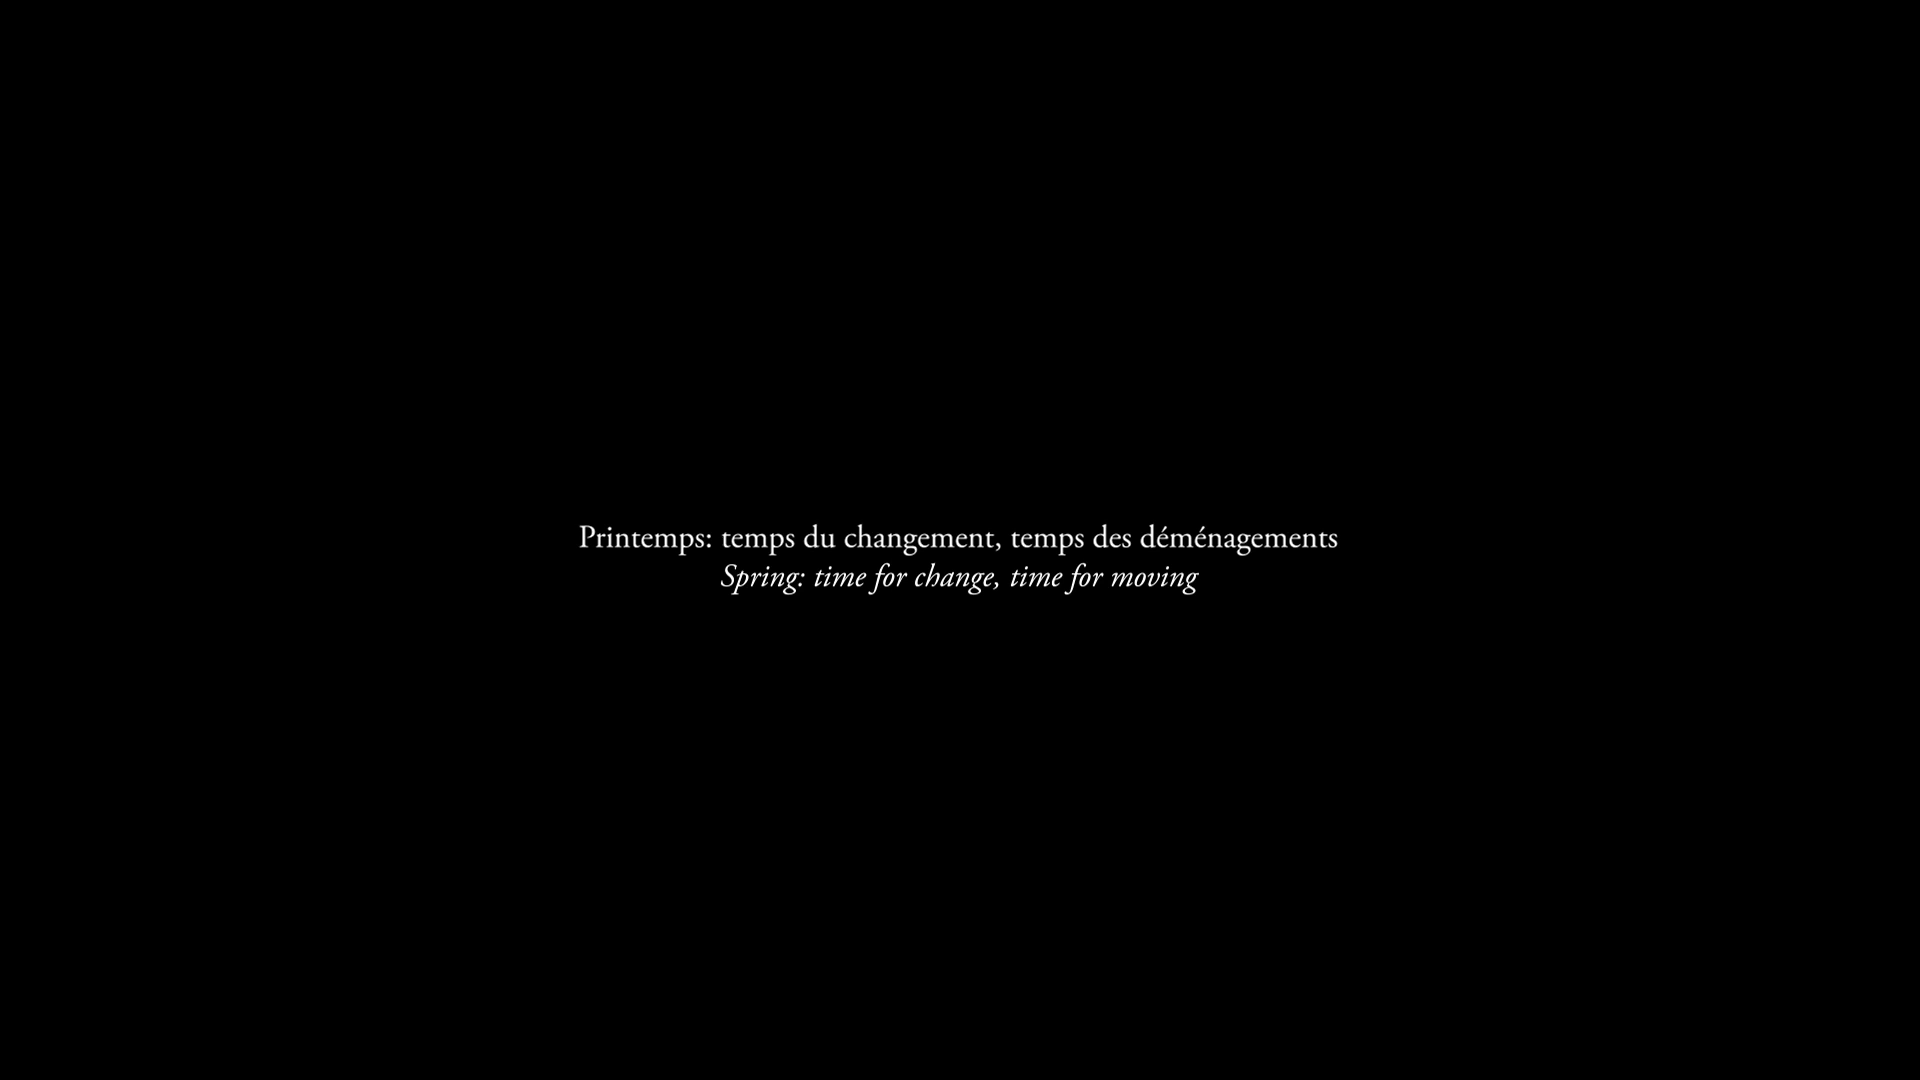 Printemps: temps du changement, temps des déménagements
Spring: time for change, time for moving